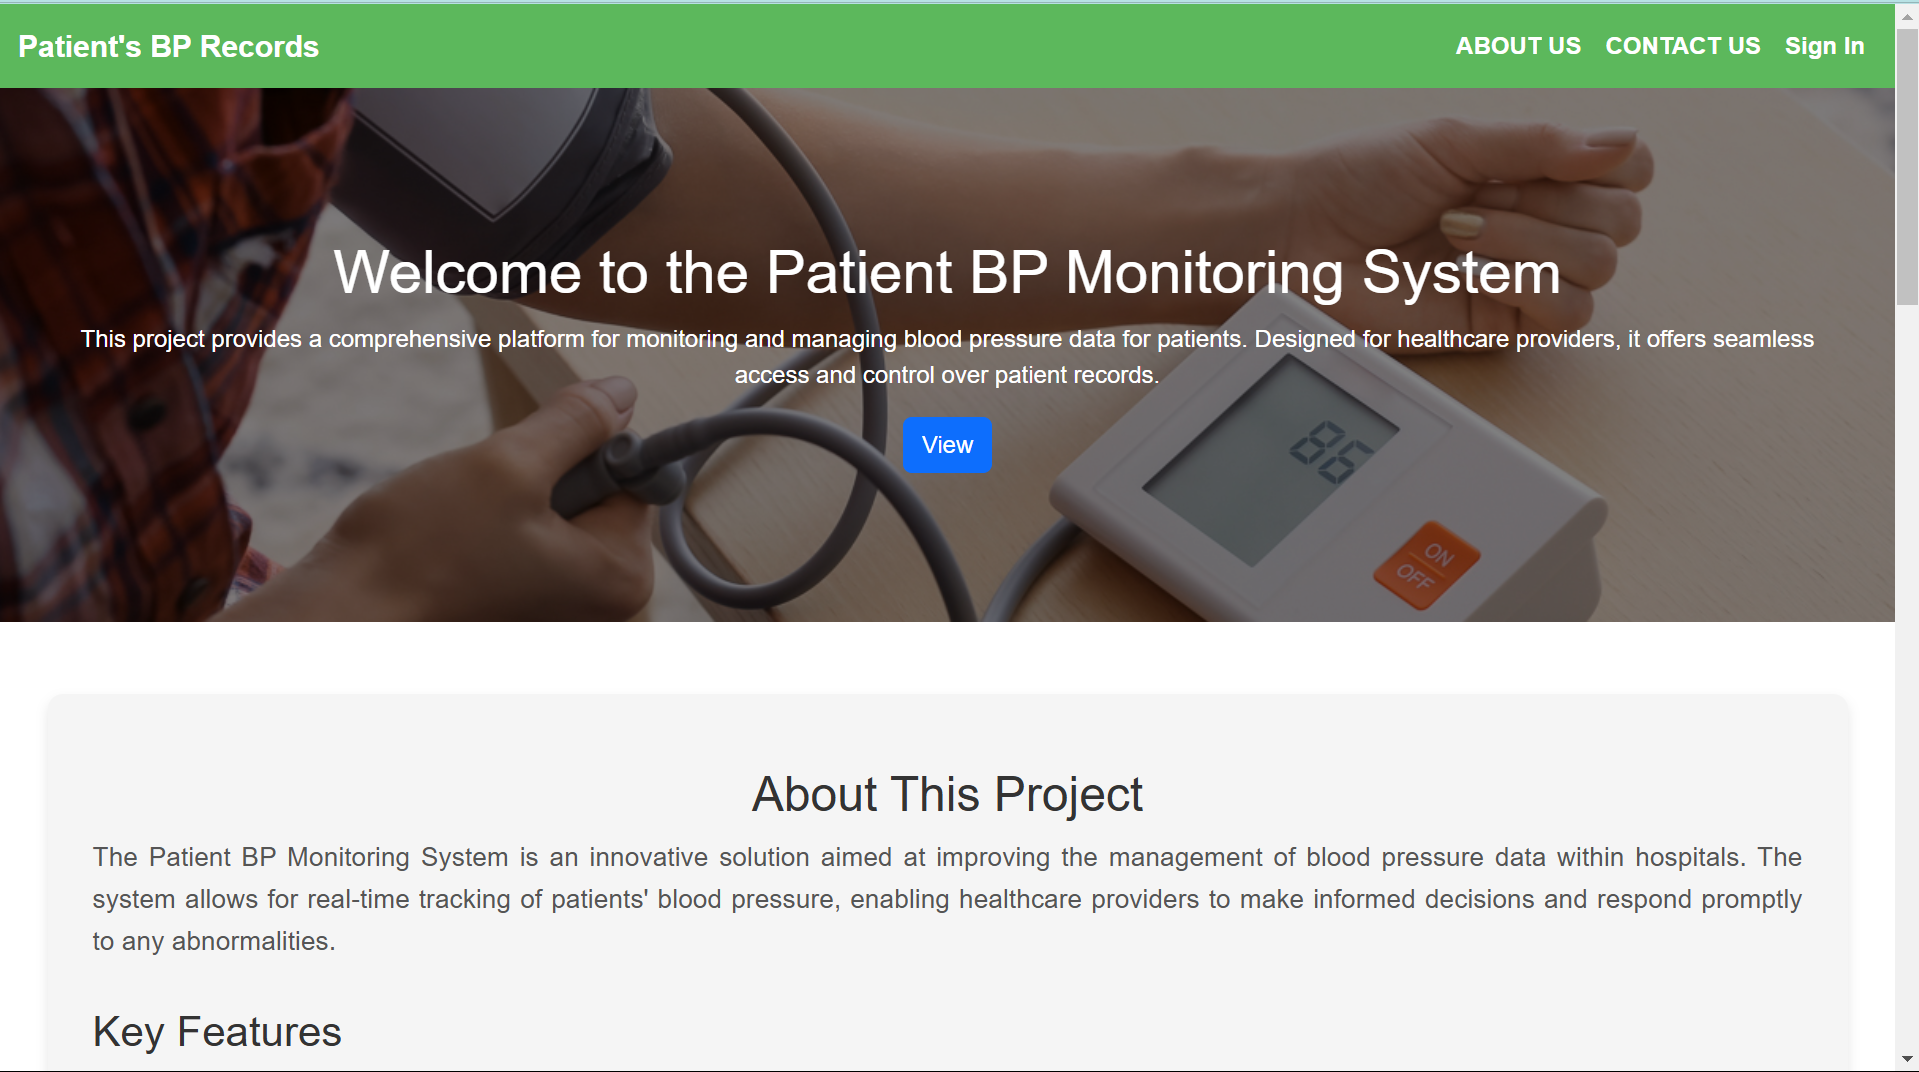 Patient's BP Records
ABOUT US CONTACT US Sign In
Welcome to the Patient BP Monitoring System
This project provides a comprehensive platform for monitoring and managing blood pressure data for patients. Designed for healthcare providers, it offers seamless
access and control over patient records.
View
86
ON
OFF
About This Project
The Patient BP Monitoring System is an innovative solution aimed at improving the management of blood pressure data within hospitals. The
system allows for real-time tracking of patients' blood pressure, enabling healthcare providers to make informed decisions and respond promptly
to any abnormalities.
Key Features